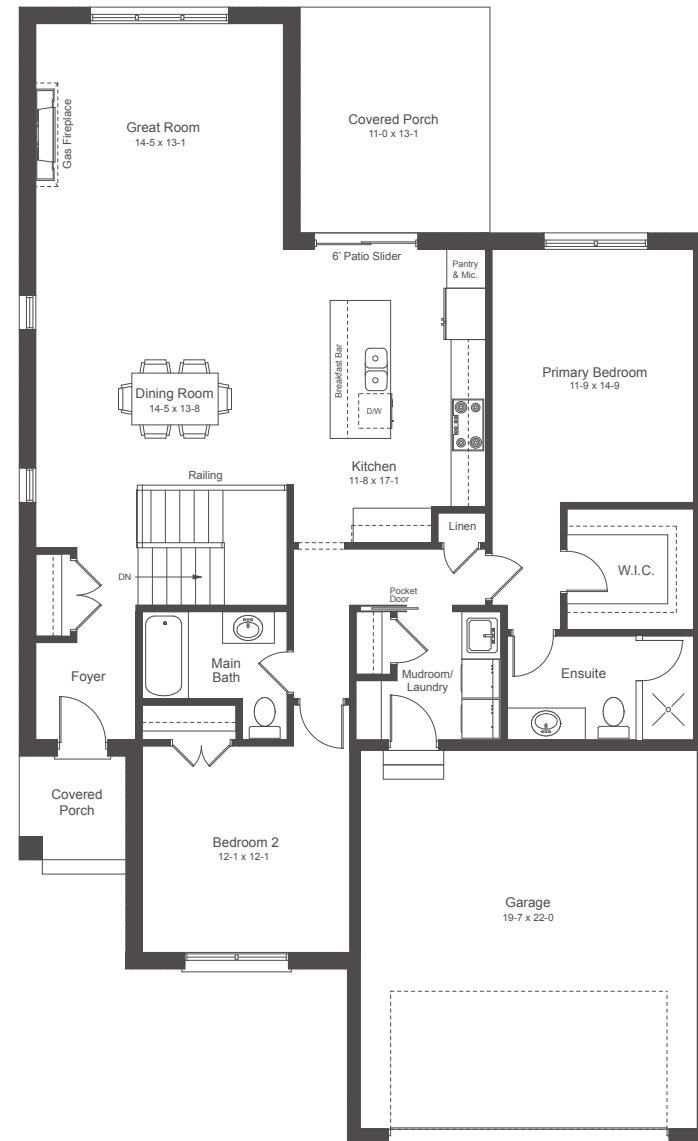 Great Room
14-5 x 13-1
Gas Fireplace
Covered Porch
11-0 x 13-1
6' Patio Slider
Pantry
& Mic.
Breakfast Bar
D/W
Primary Bedroom
11-9 x 14-9
Dining Room
14-5 x 13-8
Kitchen
11-8 x 17-1
Railing
Linen
DN
W.I.C.
Pocket
Door
Foyer
Main
Bath
Mudroom/
Laundry
Ensuite
Covered
Porch
Bedroom 2
12-1 x 12-1
Garage
19-7 x 22-0